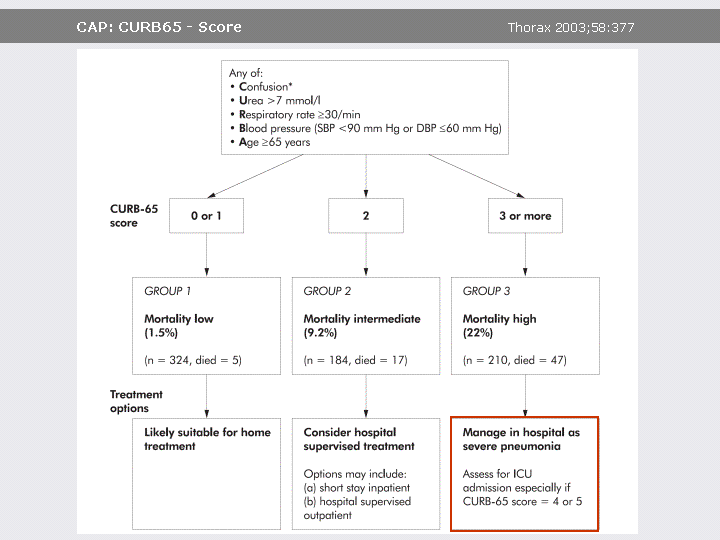 CAP: CURB65 - Score
Thorax 2003;58:377
Any of:
• Confusion*
• Urea >7 mmol/l
• Respiratory rate ≥30/min
• Blood pressure (SBP <90 mm Hg or DBP ≤60 mm Hg)
• Age ≥65 years
CURB-65
score
0 or 1
2
3 or more
GROUP 1
Mortality low
(1.5%)
(n = 324, died = 5)
GROUP 2
Mortality intermediate
(9.2%)
(n = 184, died = 17)
GROUP 3
Mortality high
(22%)
(n = 210, died = 47)
Treatment
options
Likely suitable for home
treatment
Consider hospital
supervised treatment
Options may include:
(a) short stay inpatient
(b) hospital supervised
outpatient
Manage in hospital as
severe pneumonia
Assess for ICU
admission especially if
CURB-65 score = 4 or 5